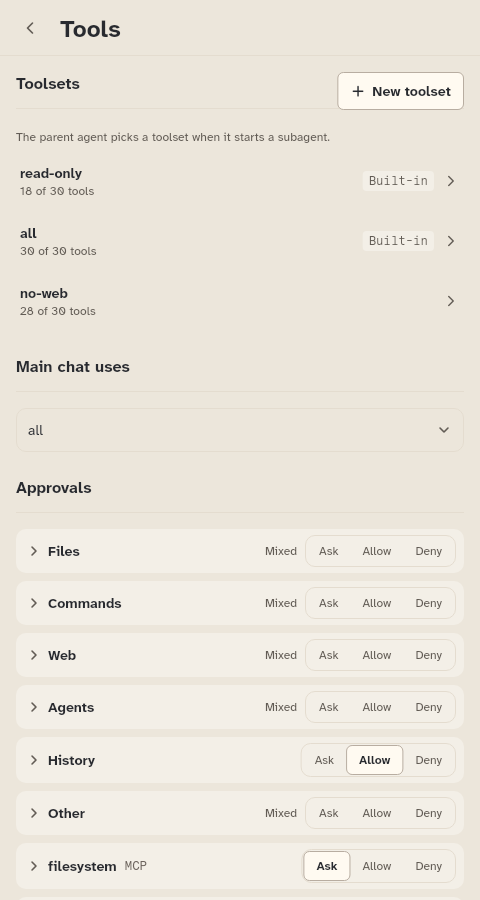 Tools
Toolsets
New toolset
The parent agent picks a toolset when it starts a subagent.
read-only
18 of 30 tools
Built-in
all
30 of 30 tools
Built-in
no-web
28 of 30 tools
Main chat uses
all
Approvals
Files Mixed Ask Allow Deny
Commands Mixed Ask Allow Deny
Web Mixed Ask Allow Deny
Agents Mixed Ask Allow Deny
History Ask Allow Deny
Other Mixed Ask Allow Deny
filesystem MCP Ask Allow Deny